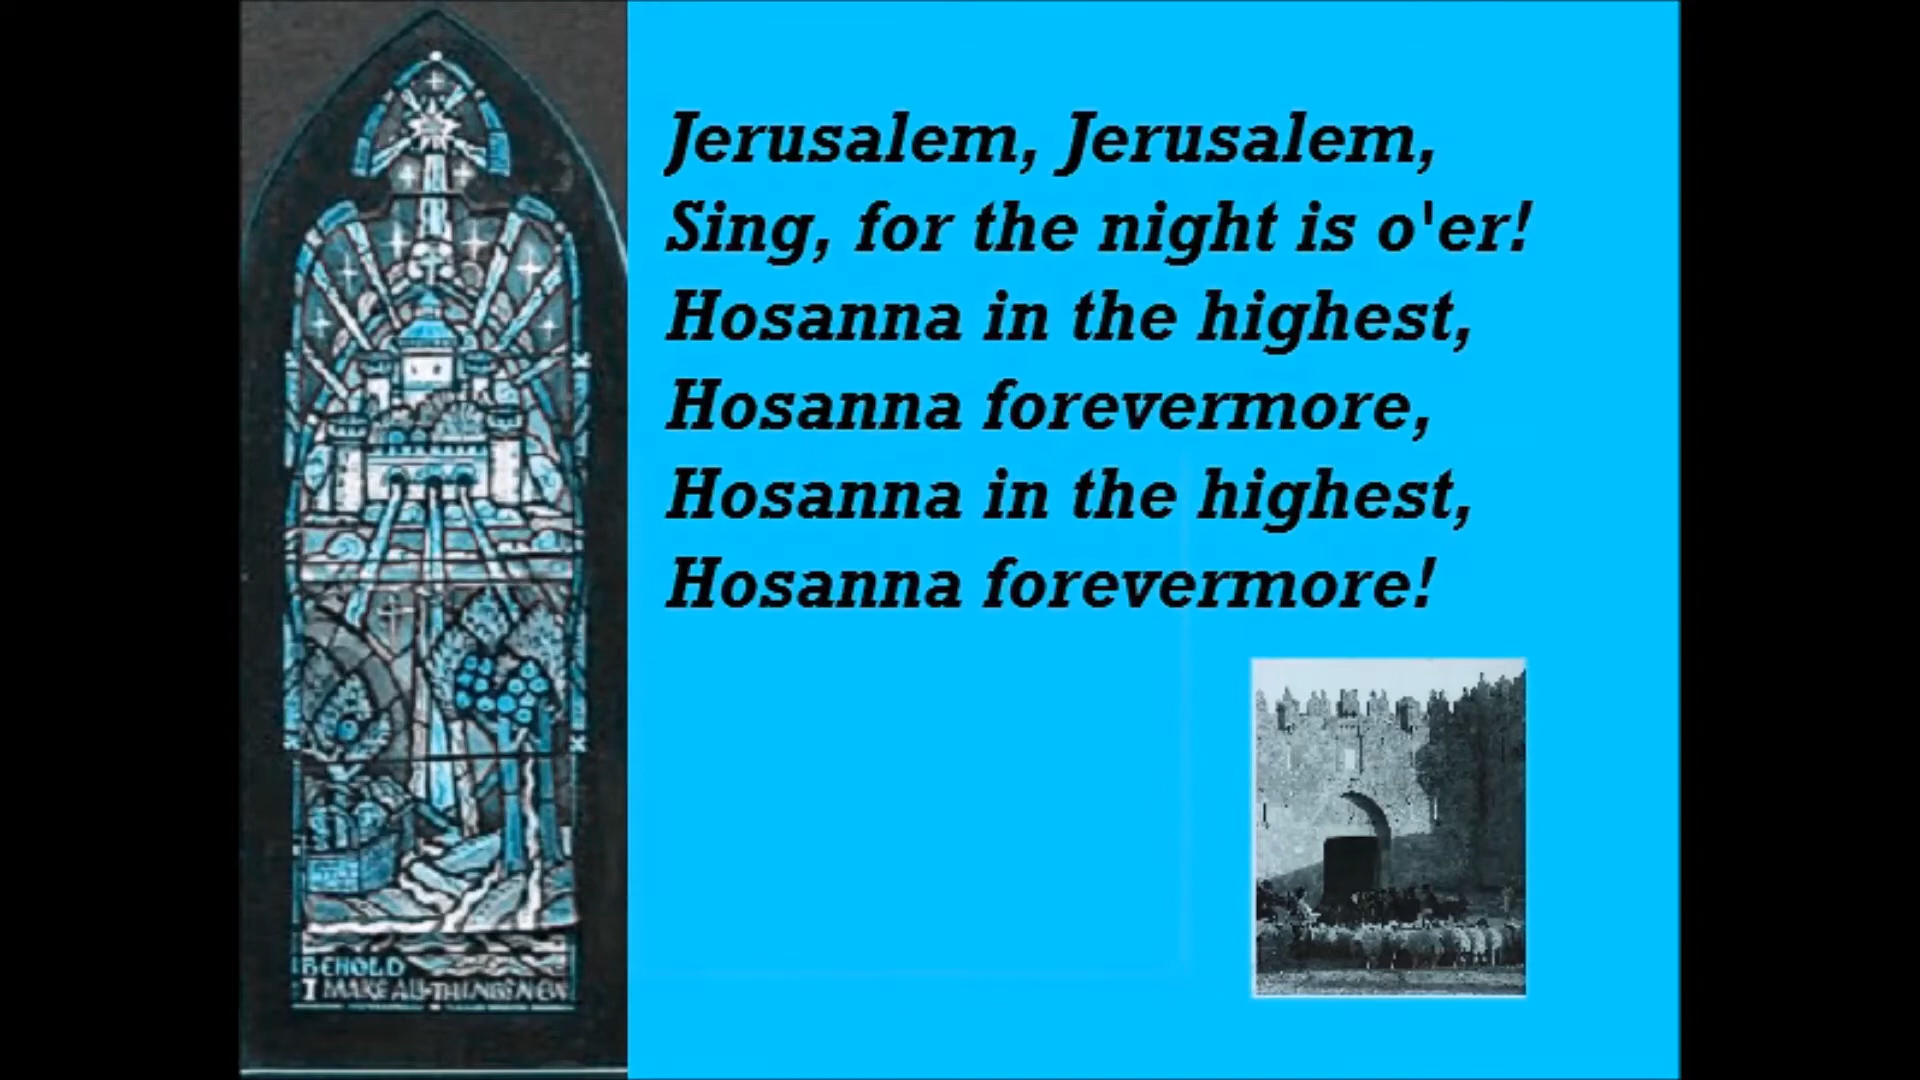 Jerusalem, Jerusalem,
Sing, for the night is o'er!
Hosanna in the highest,
Hosanna forevermore,
Hosanna in the highest,
Hosanna forevermore!
BEHOLD
I MAKE ALL THINGS NEW